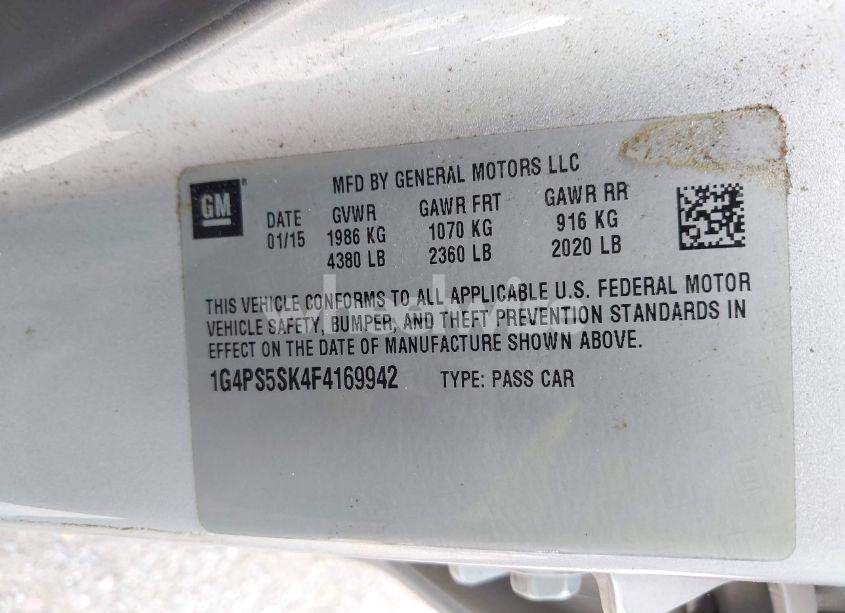 MFD BY GENERAL MOTORS LLC
GM
DATE GVWR GAWR FRT GAWR RR
01/15 1986 KG 1070 KG 916 KG
4380 LB 2360 LB 2020 LB
THIS VEHICLE CONFORMS TO ALL APPLICABLE U.S. FEDERAL MOTOR
VEHICLE SAFETY, BUMPER, AND THEFT PREVENTION STANDARDS IN
EFFECT ON THE DATE OF MANUFACTURE SHOWN ABOVE.
1G4PS5SK4F4169942 TYPE: PASS CAR